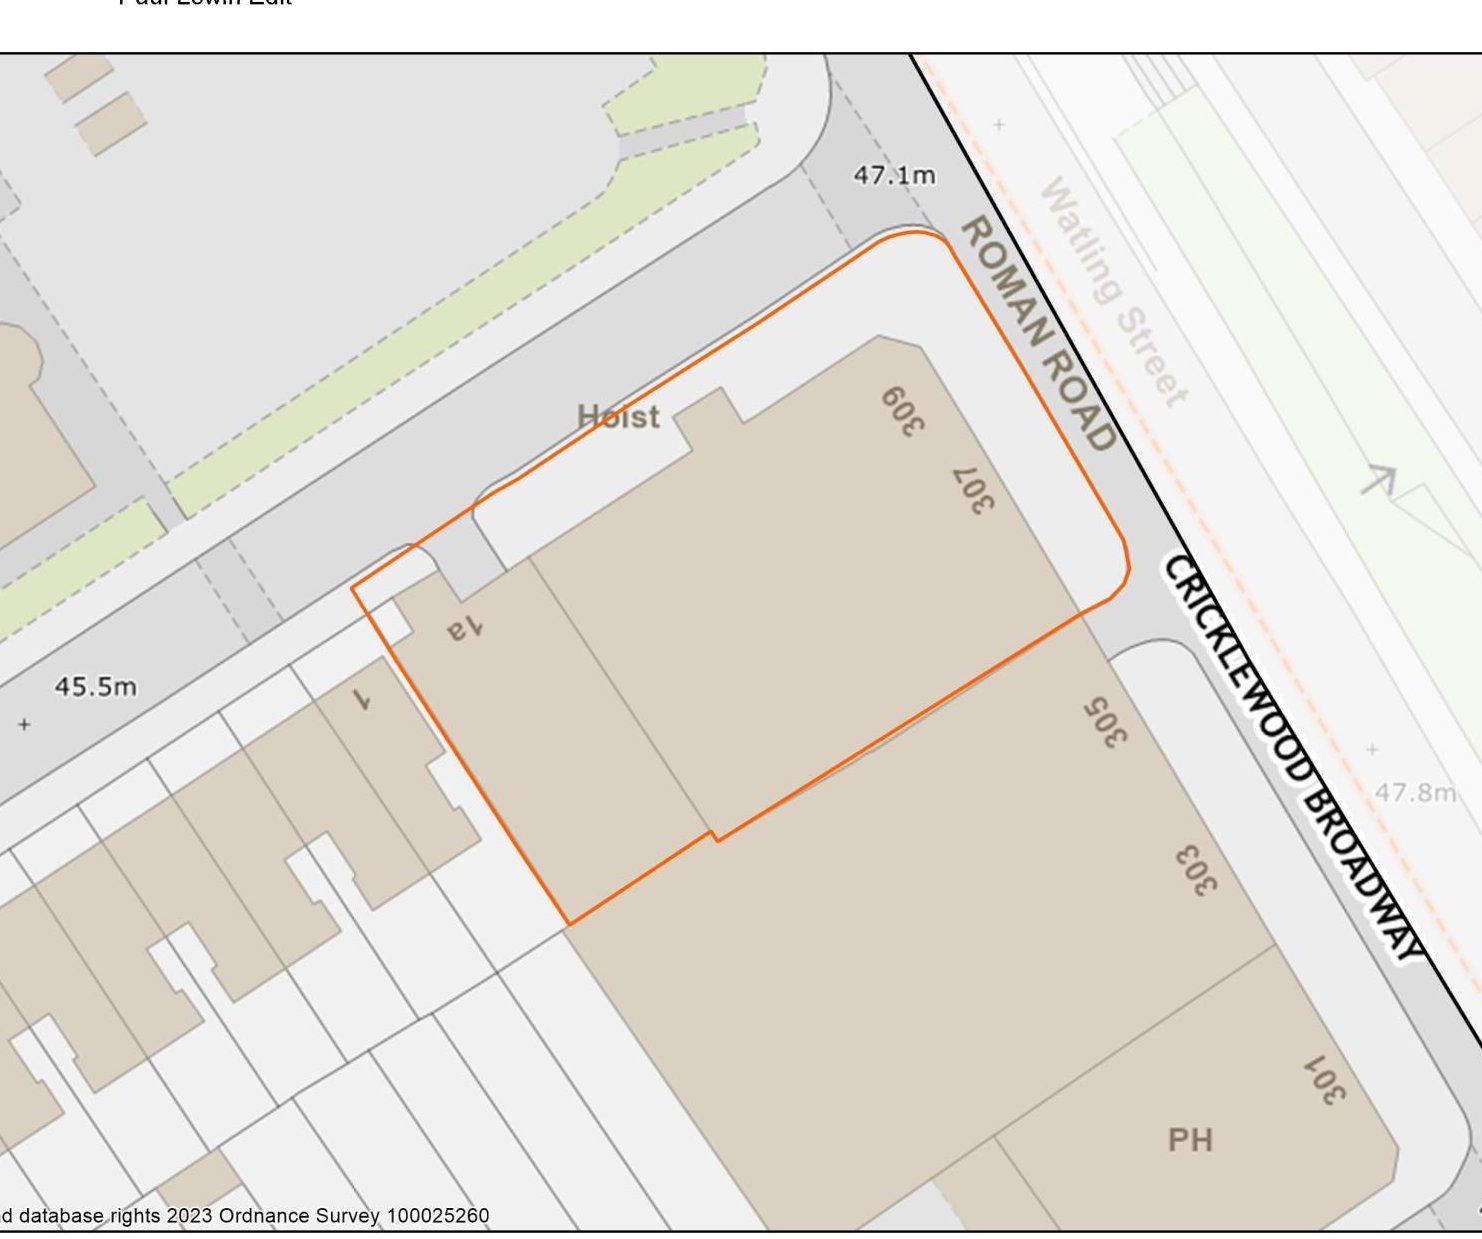 47.1m
ROMAN ROAD
Watling Street
Hoist
309
307
1a
1
45.5m
CRICKLEWOOD BROADWAY
305
47.8m
303
301
PH
database rights 2023 Ordnance Survey 100025260